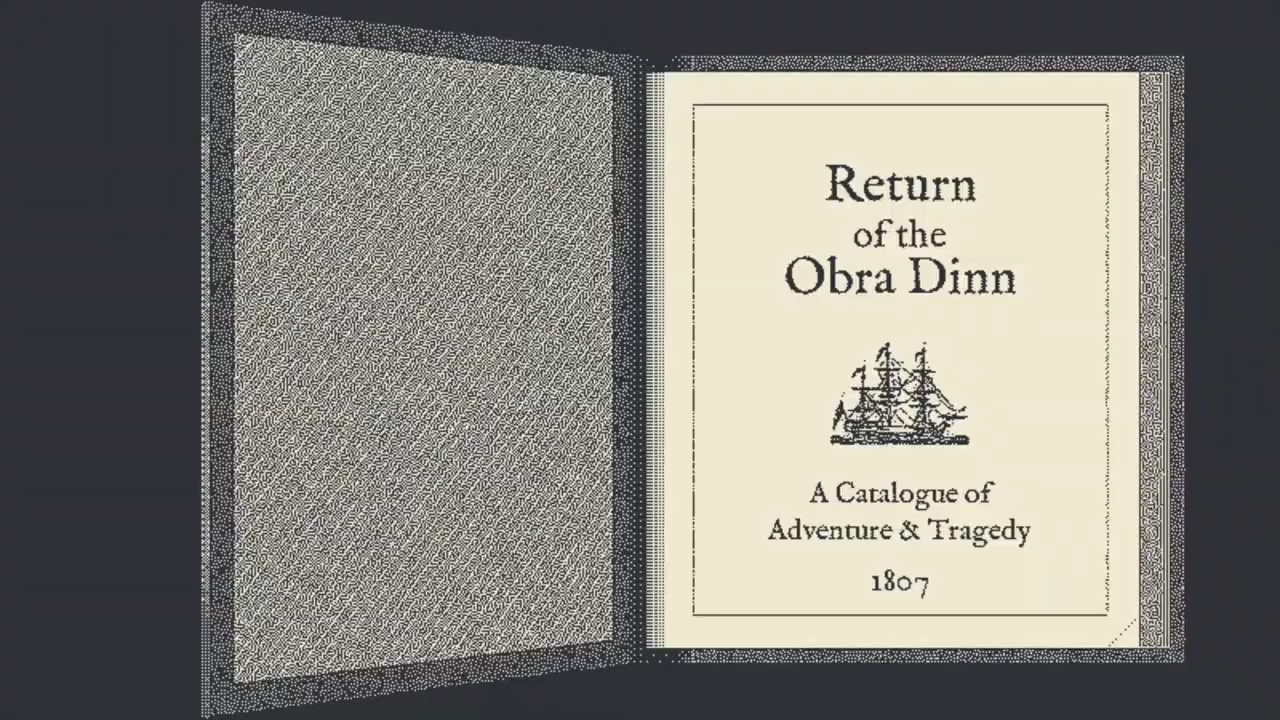 Return
of the
Obra Dinn
A Catalogue of
Adventure & Tragedy
1807